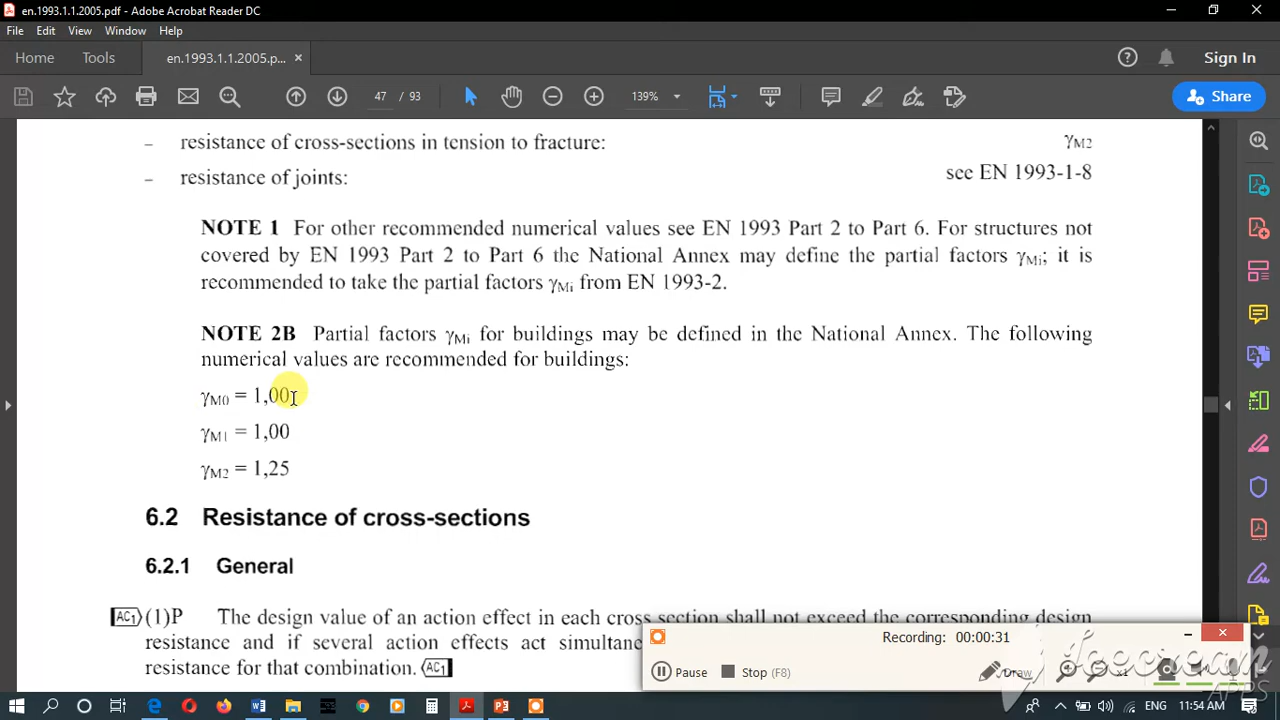 en.1993.1.1.2005.pdf - Adobe Acrobat Reader DC
File Edit View Window Help
Home Tools en.1993.1.1.2005.p... ×
Sign In
47 / 93
139%
Share
– resistance of cross-sections in tension to fracture: γM2
– resistance of joints: see EN 1993-1-8
NOTE 1 For other recommended numerical values see EN 1993 Part 2 to Part 6. For structures not
covered by EN 1993 Part 2 to Part 6 the National Annex may define the partial factors γMi; it is
recommended to take the partial factors γMi from EN 1993-2.
NOTE 2B Partial factors γMi for buildings may be defined in the National Annex. The following
numerical values are recommended for buildings:
γM0 = 1,00
γM1 = 1,00
γM2 = 1,25
6.2 Resistance of cross-sections
6.2.1 General
AC1 (1)P The design value of an action effect in each cross section shall not exceed the corresponding design
resistance and if several action effects act simultane
resistance for that combination. AC1
Recording: 00:00:31
Pause Stop (F8) Draw x1
Icecream
APPS
11:54 AM